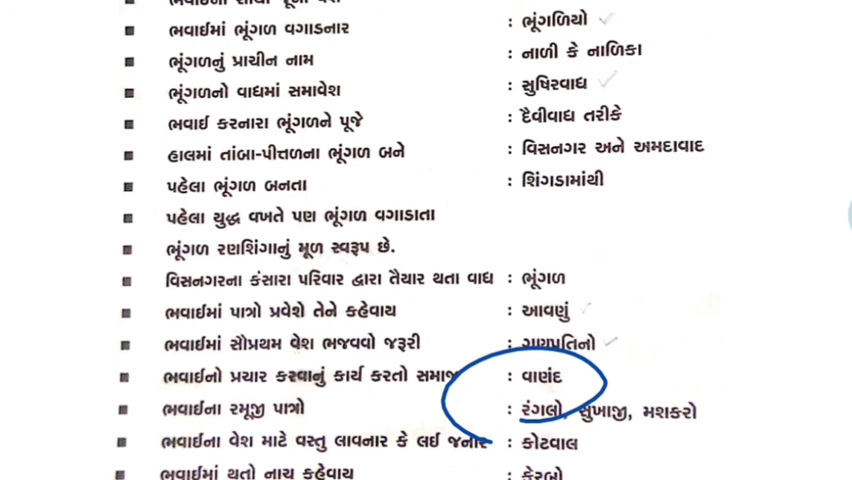 ■ ભવાઈમાં ભૂંગળ વગાડનાર : ભૂંગળિયો
■ ભૂંગળનું પ્રાચીન નામ : નાળી કે નાળિકા
■ ભૂંગળનો વાદ્યમાં સમાવેશ : સુષિરવાદ્ય
■ ભવાઈ કરનારા ભૂંગળને પૂજે : દૈવીવાદ્ય તરીકે
■ હાલમાં તાંબા-પીત્તળના ભૂંગળ બને : વિસનગર અને અમદાવાદ
■ પહેલા ભૂંગળ બનતા : શિંગડામાંથી
■ પહેલા યુદ્ધ વખતે પણ ભૂંગળ વગાડાતા
■ ભૂંગળ રણશિંગાનું મૂળ સ્વરૂપ છે.
■ વિસનગરના કંસારા પરિવાર દ્વારા તૈયાર થતા વાદ્ય : ભૂંગળ
■ ભવાઈમાં પાત્રો પ્રવેશે તેને કહેવાય : આવણું
■ ભવાઈમાં સૌપ્રથમ વેશ ભજવવો જરૂરી : ગણપતિનો
■ ભવાઈનો પ્રચાર કરવાનું કાર્ય કરતો સમાજ : વાણંદ
■ ભવાઈના રમૂજી પાત્રો : રંગલો, સુખાજી, મશકરો
■ ભવાઈના વેશ માટે વસ્તુ લાવનાર કે લઈ જનાર : કોટવાલ
■ ભવાઈમાં થતો નાચ કહેવાય : કેરબો